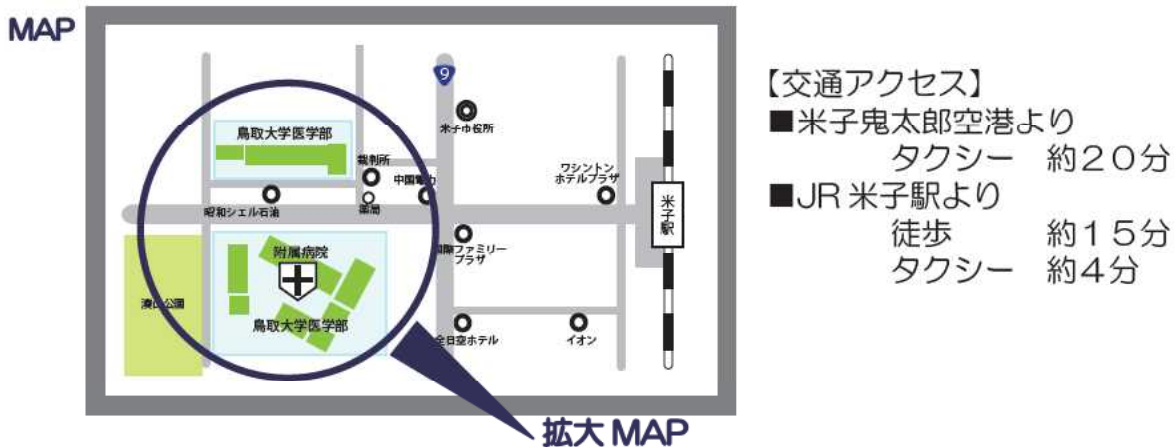 MAP
9
米子市役所
鳥取大学医学部
裁判所
中国電力
ワシントン
ホテルプラザ
昭和シェル石油
薬局
米子駅
附属病院
国際ファミリー
プラザ
湊山公園
鳥取大学医学部
全日空ホテル
イオン
拡大 MAP
【交通アクセス】
■米子鬼太郎空港より
タクシー 約20分
■JR 米子駅より
徒歩 約15分
タクシー 約4分